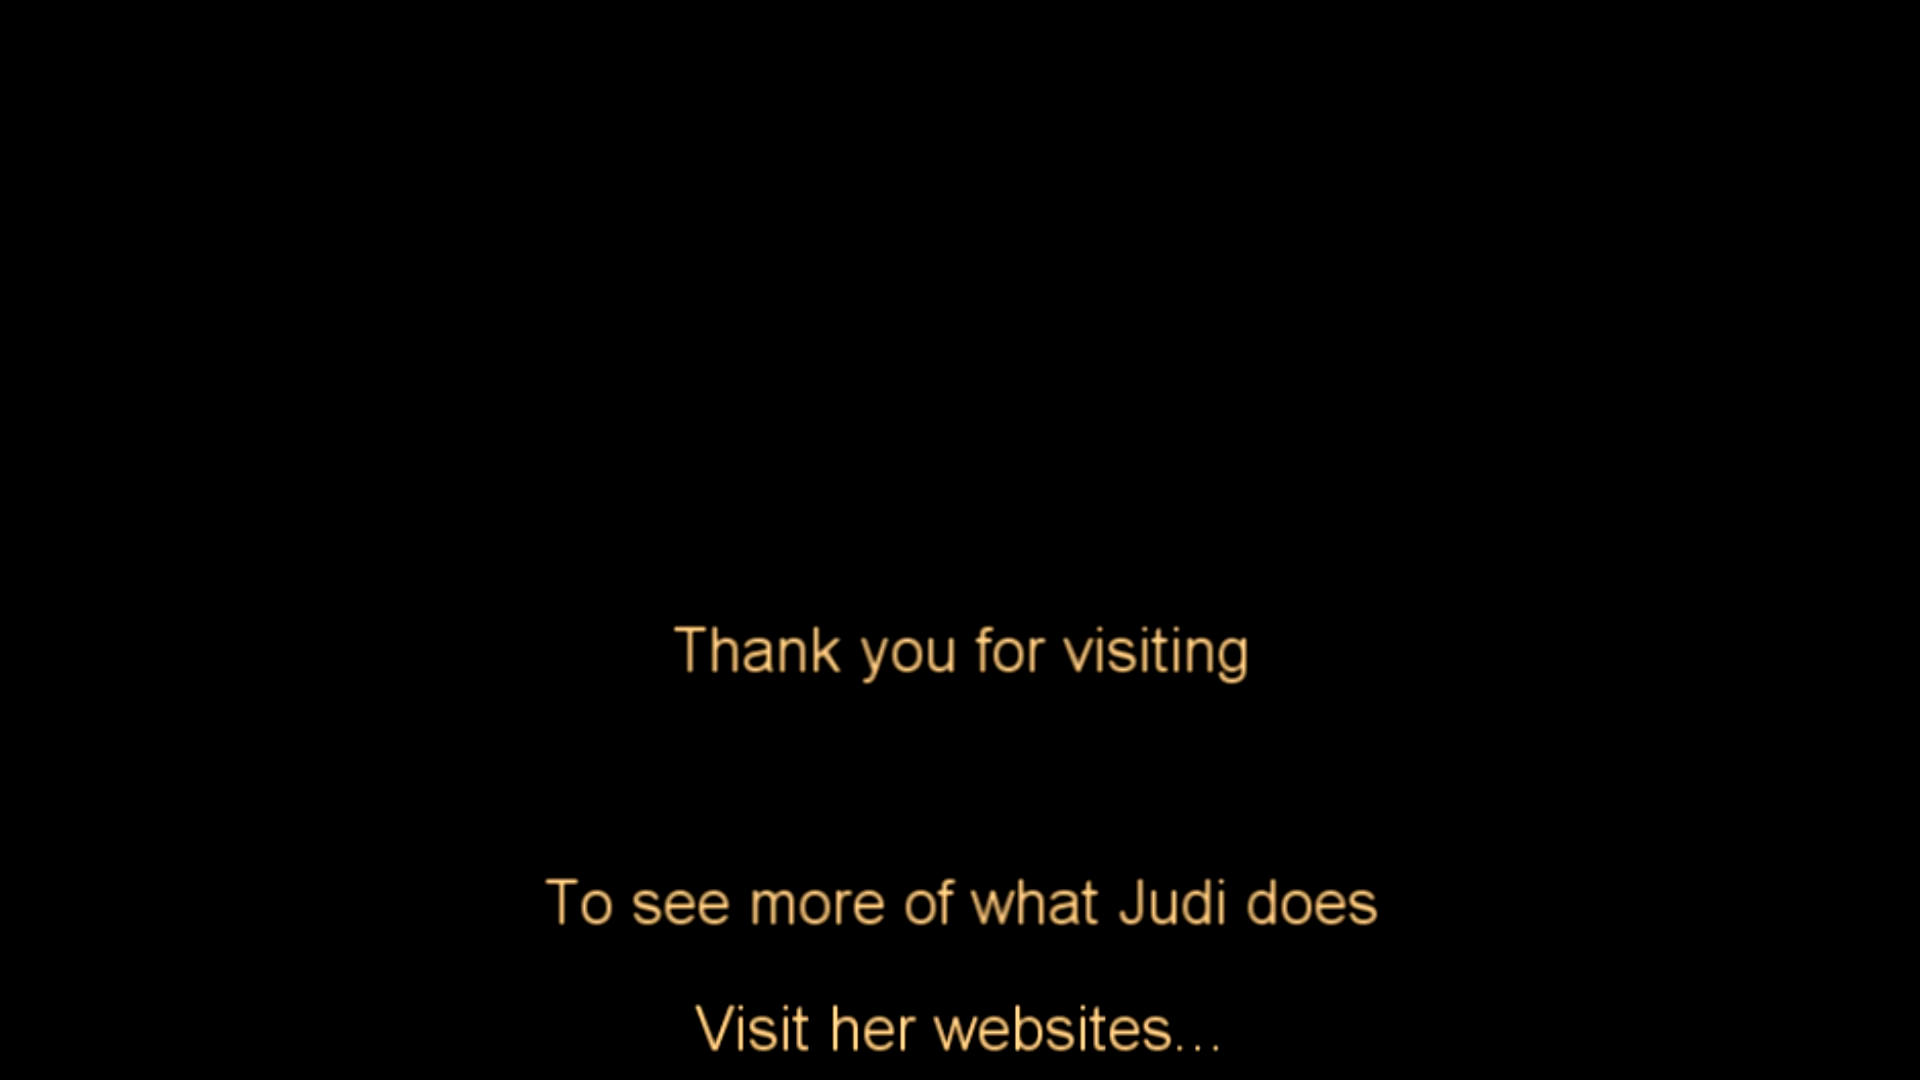 Thank you for visiting
To see more of what Judi does
Visit her websites...